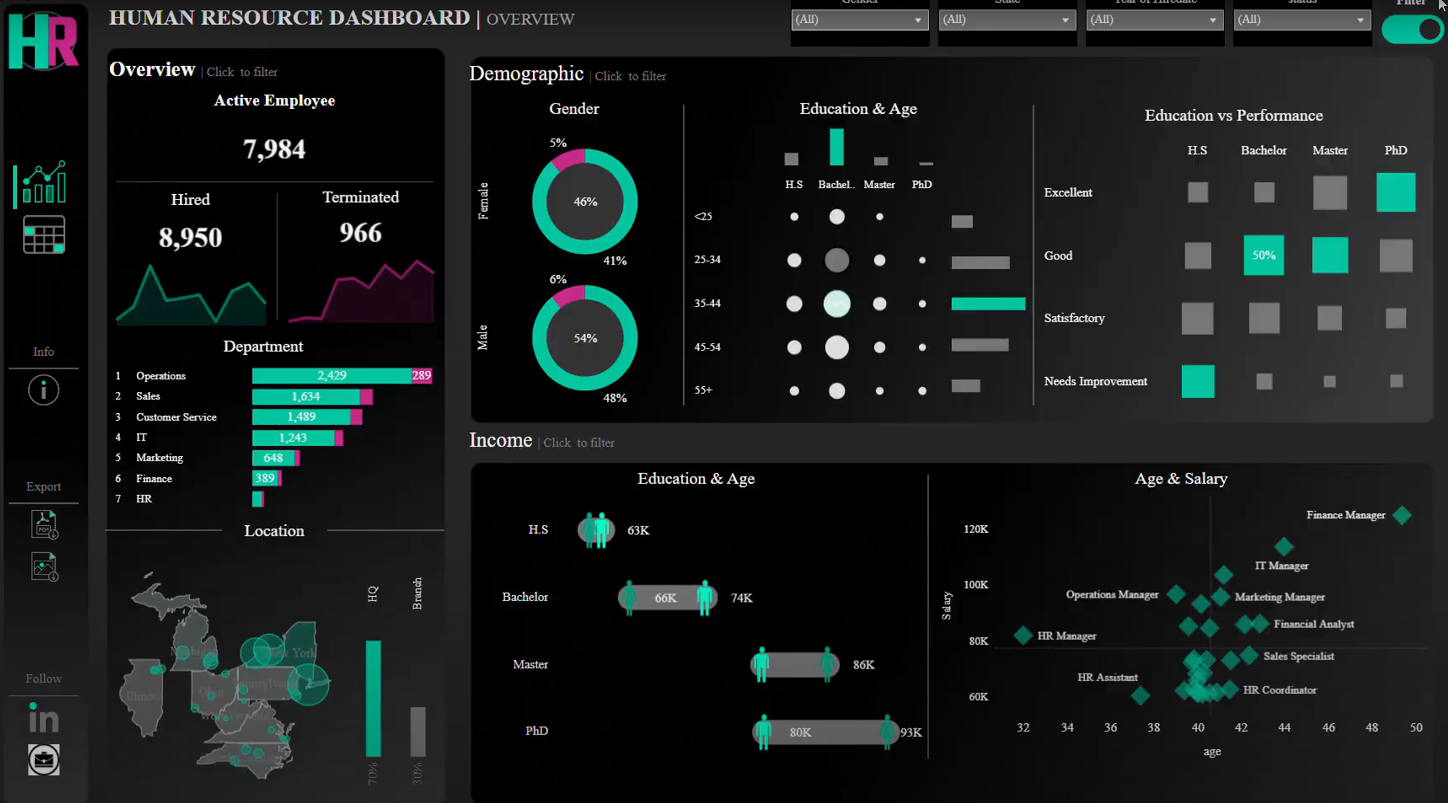 HR
HUMAN RESOURCE DASHBOARD | OVERVIEW
Gender
State
Year of Hiredate
status
Filter
(All)
(All)
(All)
(All)
Info
Export
PDF
Follow
in
Overview | Click to filter
Active Employee
7,984
Hired
8,950
Terminated
966
Department
1 Operations 2,429 289
2 Sales 1,634
3 Customer Service 1,489
4 IT 1,243
5 Marketing 648
6 Finance 389
7 HR
Location
Michigan
New York
Illinois
Ohio
HQ
Branch
70%
30%
Demographic | Click to filter
Gender
Female
5%
46%
41%
Male
6%
54%
48%
Education & Age
H.S Bachel.. Master PhD
<25
25-34
35-44
45-54
55+
Education vs Performance
H.S Bachelor Master PhD
Excellent
Good 50%
Satisfactory
Needs Improvement
Income | Click to filter
Education & Age
H.S 63K
Bachelor 66K 74K
Master 86K
PhD 80K 93K
Age & Salary
Salary
120K
100K
80K
60K
Finance Manager
IT Manager
Operations Manager
Marketing Manager
Financial Analyst
HR Manager
Sales Specialist
HR Assistant
HR Coordinator
32 34 36 38 40 42 44 46 48 50
age